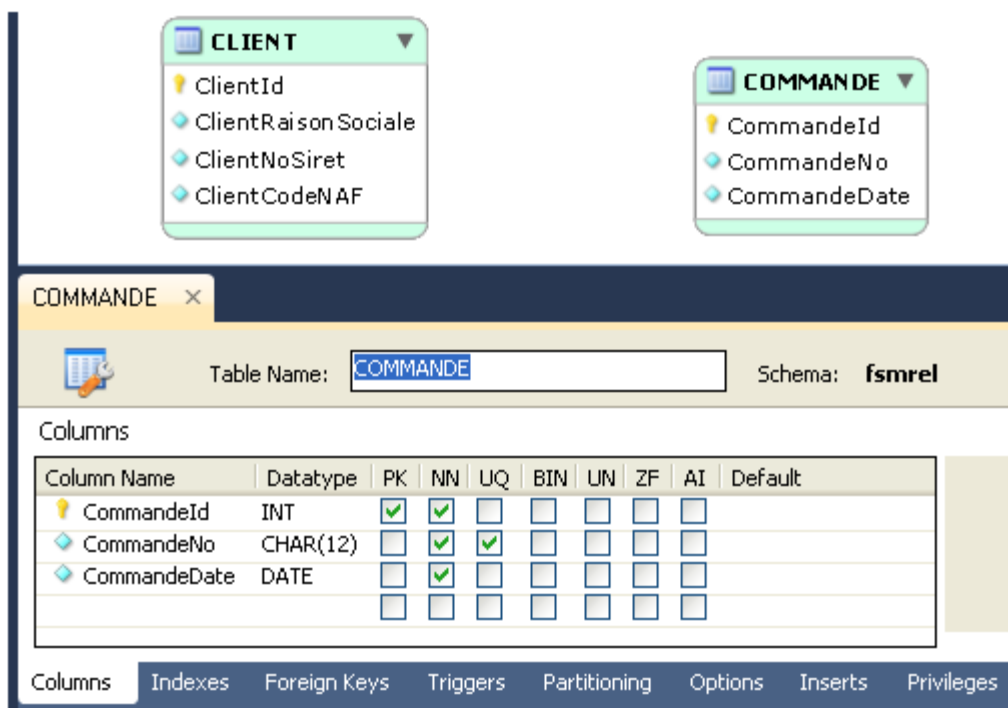 CLIENT
ClientId
ClientRaisonSociale
ClientNoSiret
ClientCodeNAF
COMMANDE
CommandeId
CommandeNo
CommandeDate
COMMANDE
Table Name: COMMANDE Schema: fsmrel
Columns
Column Name Datatype PK NN UQ BIN UN ZF AI Default
CommandeId INT
CommandeNo CHAR(12)
CommandeDate DATE
Columns Indexes Foreign Keys Triggers Partitioning Options Inserts Privileges